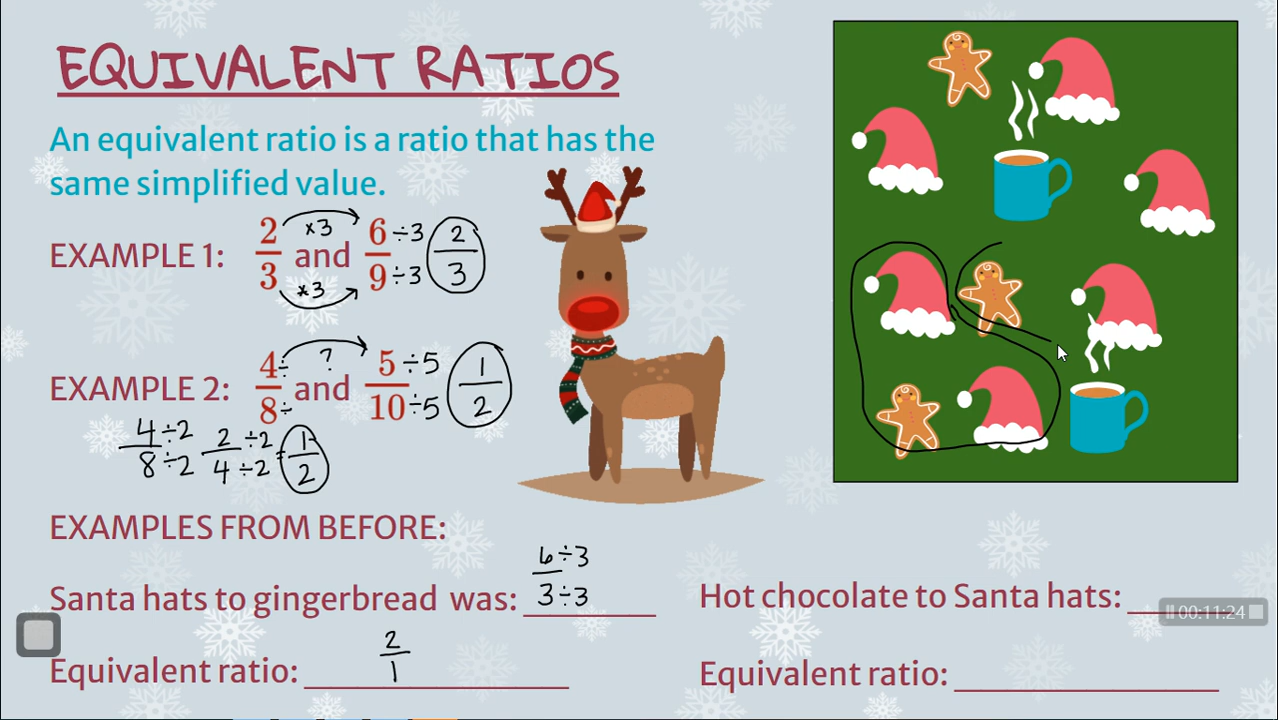 EQUIVALENT RATIOS
An equivalent ratio is a ratio that has the
same simplified value.
EXAMPLE 1: 2/3 and 6/9 ÷3 ÷3 2/3
×3
×3
EXAMPLE 2: 4÷/8÷ and 5/10 ÷5 ÷5 1/2
?
4÷2/8÷2 2÷2/4÷2 = 1/2
EXAMPLES FROM BEFORE:
Santa hats to gingerbread was: 6÷3/3÷3
Equivalent ratio: 2/1
Hot chocolate to Santa hats:
00:11:24
Equivalent ratio: